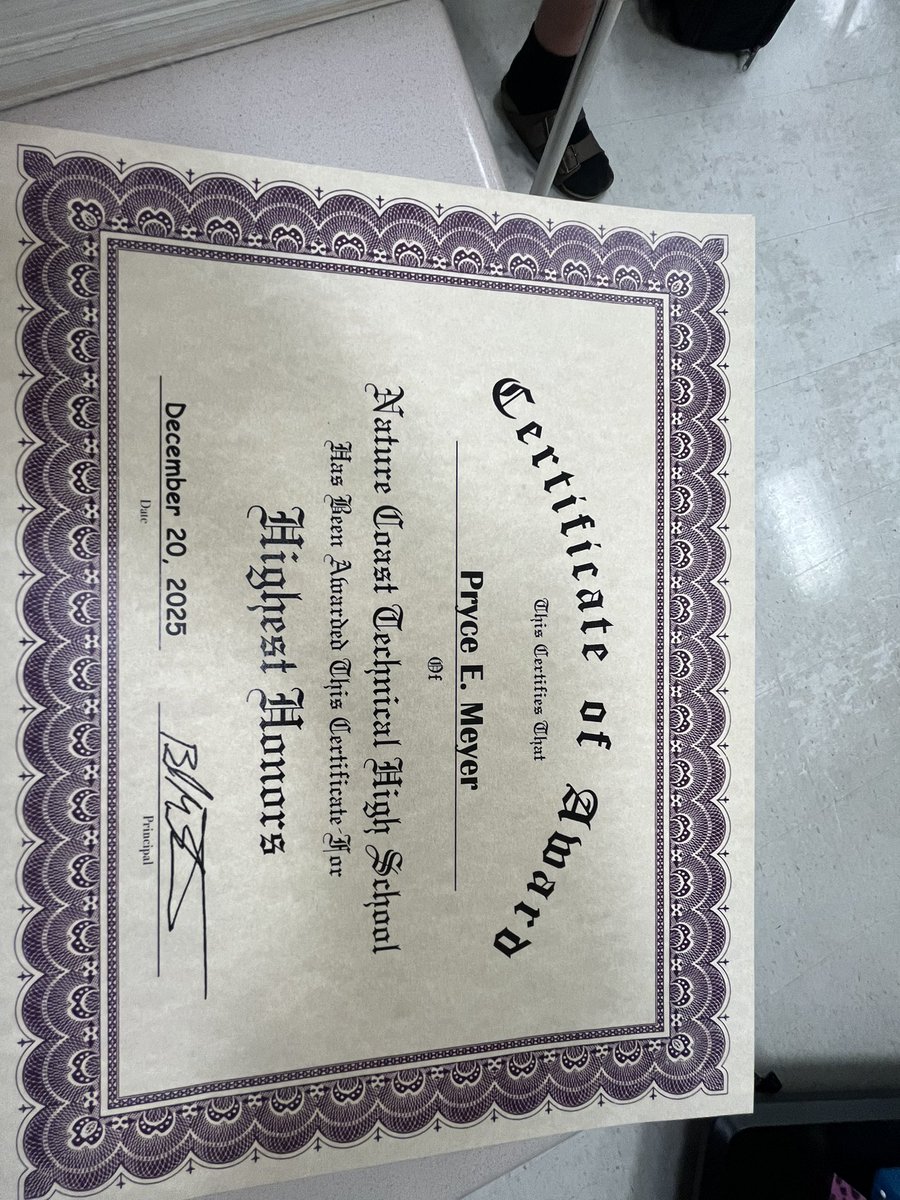 Certificate of Award
This Certifies That
Pryce E. Meyer
Of
Nature Coast Technical High School
Has Been Awarded This Certificate For
Highest Honors
December 20, 2025
Date
Principal